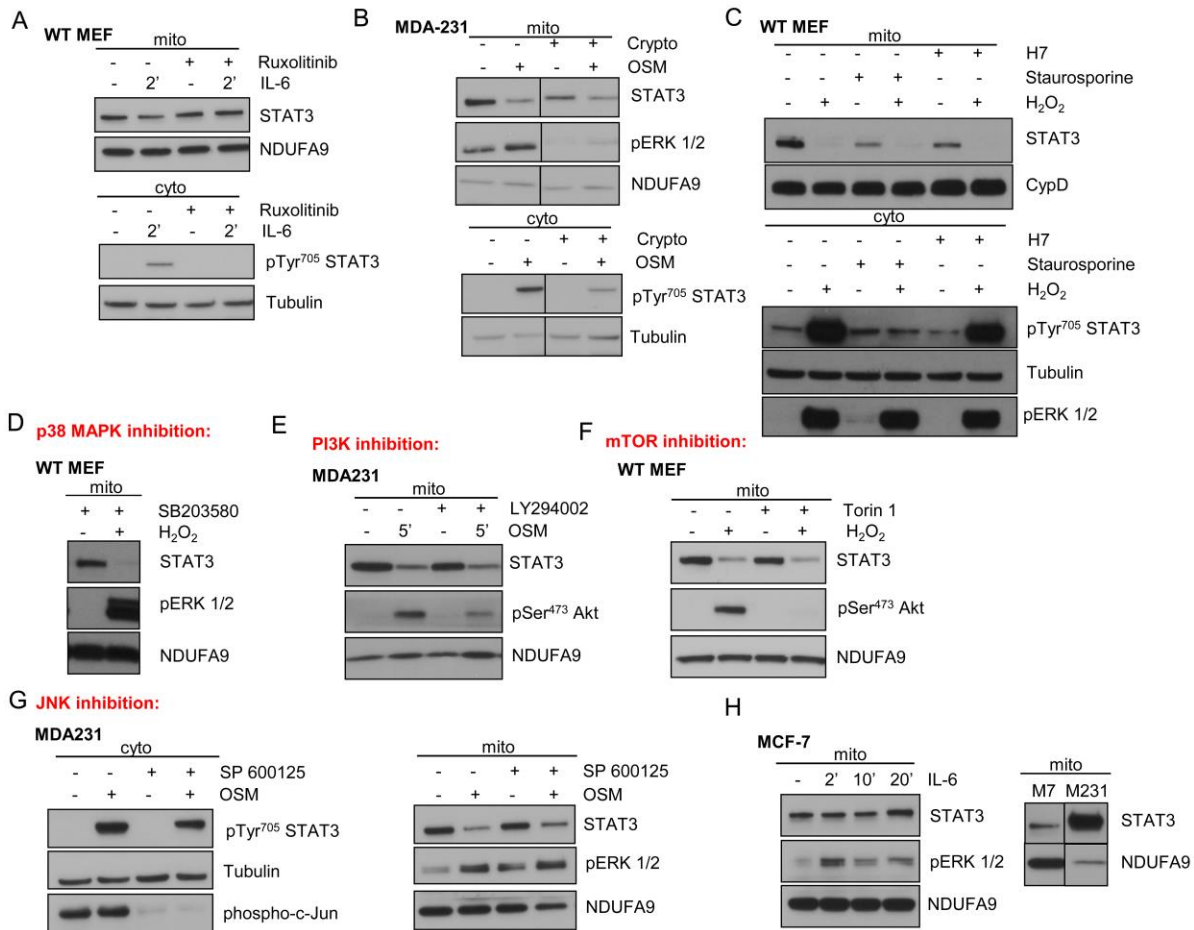 A
WT MEF
mito
- - + + Ruxolitinib
- 2' - 2' IL-6
STAT3
NDUFA9
cyto
- - + + Ruxolitinib
- 2' - 2' IL-6
pTyr⁷⁰⁵ STAT3
Tubulin
B
MDA-231
mito
- - + + Crypto
- + - + OSM
STAT3
pERK 1/2
NDUFA9
cyto
- - + + Crypto
- + - + OSM
pTyr⁷⁰⁵ STAT3
Tubulin
C
WT MEF
mito
- - - - + + H7
- - + + - - Staurosporine
- + - + - + H₂O₂
STAT3
CypD
cyto
- - - - + + H7
- - + + - - Staurosporine
- + - + - + H₂O₂
pTyr⁷⁰⁵ STAT3
Tubulin
pERK 1/2
D
p38 MAPK inhibition:
WT MEF
mito
+ + SB203580
- + H₂O₂
STAT3
pERK 1/2
NDUFA9
E
PI3K inhibition:
MDA231
mito
- - + + LY294002
- 5' - 5' OSM
STAT3
pSer⁴⁷³ Akt
NDUFA9
F
mTOR inhibition:
WT MEF
mito
- - + + Torin 1
- + - + H₂O₂
STAT3
pSer⁴⁷³ Akt
NDUFA9
G
JNK inhibition:
MDA231
cyto
- - + + SP 600125
- + - + OSM
pTyr⁷⁰⁵ STAT3
Tubulin
phospho-c-Jun
mito
- - + + SP 600125
- + - + OSM
STAT3
pERK 1/2
NDUFA9
H
MCF-7
mito
- 2' 10' 20' IL-6
STAT3
pERK 1/2
NDUFA9
mito
M7 M231
STAT3
NDUFA9